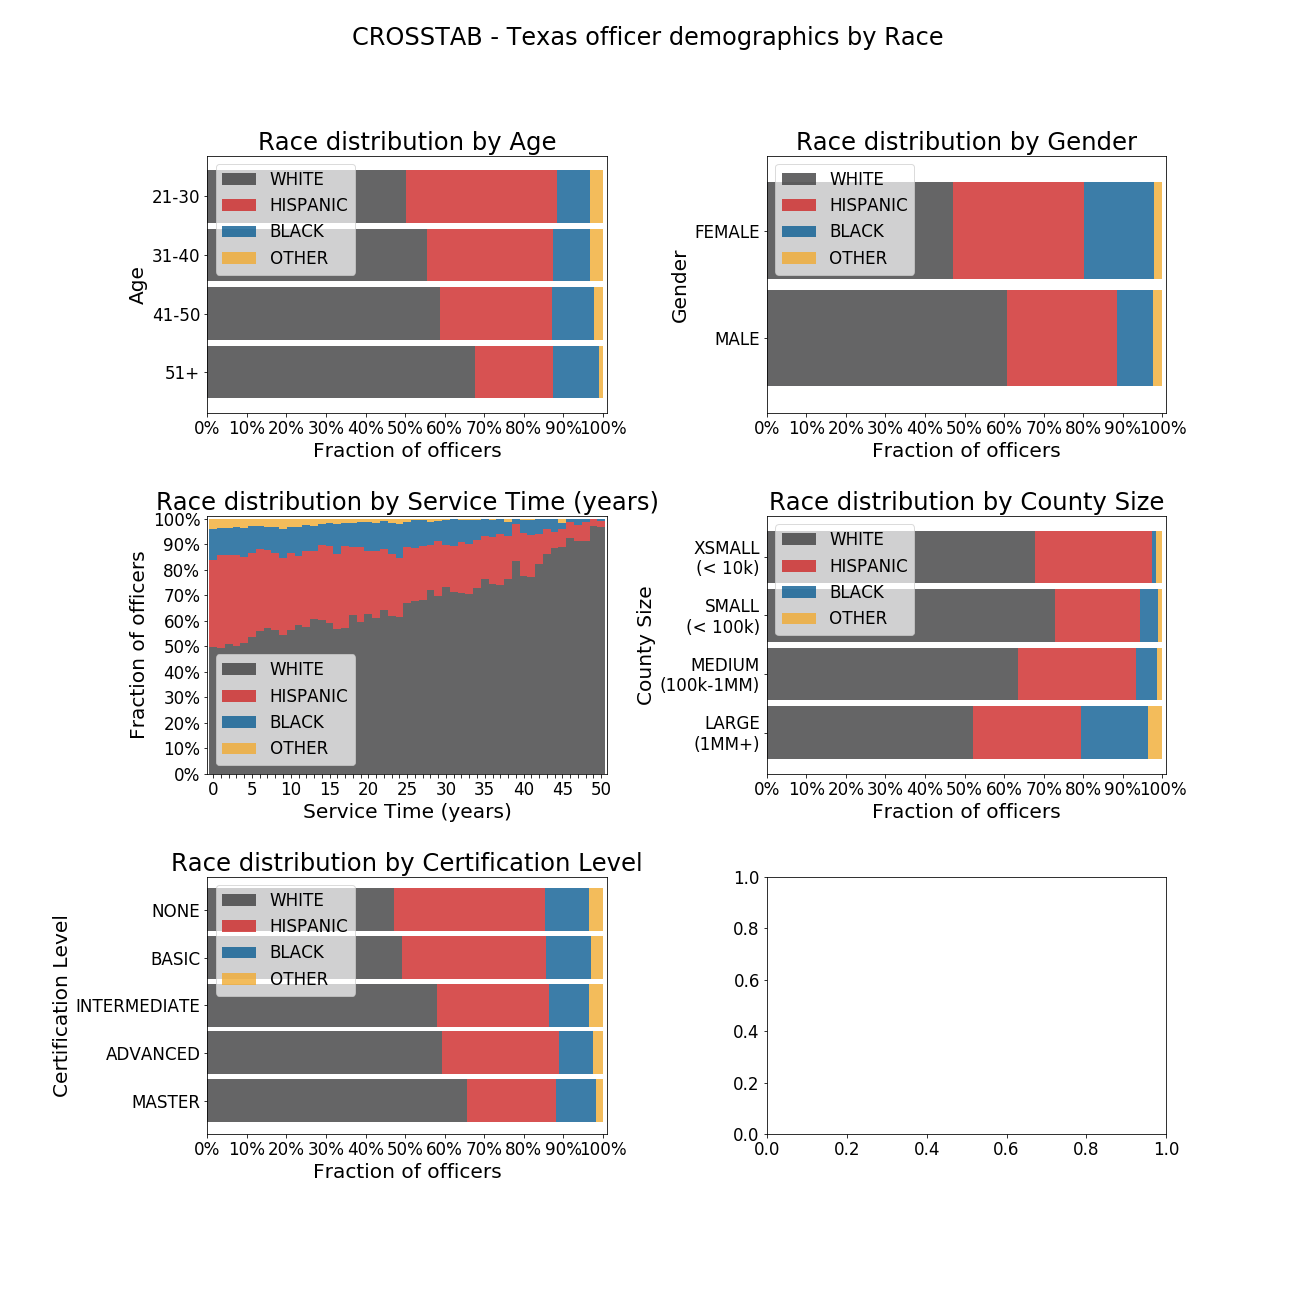 CROSSTAB - Texas officer demographics by Race
Race distribution by Age
WHITE
HISPANIC
BLACK
OTHER
21-30
31-40
41-50
51+
Age
0% 10% 20% 30% 40% 50% 60% 70% 80% 90% 100%
Fraction of officers
Race distribution by Gender
WHITE
HISPANIC
BLACK
OTHER
FEMALE
MALE
Gender
0% 10% 20% 30% 40% 50% 60% 70% 80% 90% 100%
Fraction of officers
Race distribution by Service Time (years)
100%
90%
80%
70%
60%
50%
40%
30%
20%
10%
0%
Fraction of officers
WHITE
HISPANIC
BLACK
OTHER
0 5 10 15 20 25 30 35 40 45 50
Service Time (years)
Race distribution by County Size
WHITE
HISPANIC
BLACK
OTHER
XSMALL
(< 10k)
SMALL
(< 100k)
MEDIUM
(100k-1MM)
LARGE
(1MM+)
County Size
0% 10% 20% 30% 40% 50% 60% 70% 80% 90% 100%
Fraction of officers
Race distribution by Certification Level
WHITE
HISPANIC
BLACK
OTHER
NONE
BASIC
INTERMEDIATE
ADVANCED
MASTER
Certification Level
0% 10% 20% 30% 40% 50% 60% 70% 80% 90% 100%
Fraction of officers
1.0
0.8
0.6
0.4
0.2
0.0
0.0 0.2 0.4 0.6 0.8 1.0